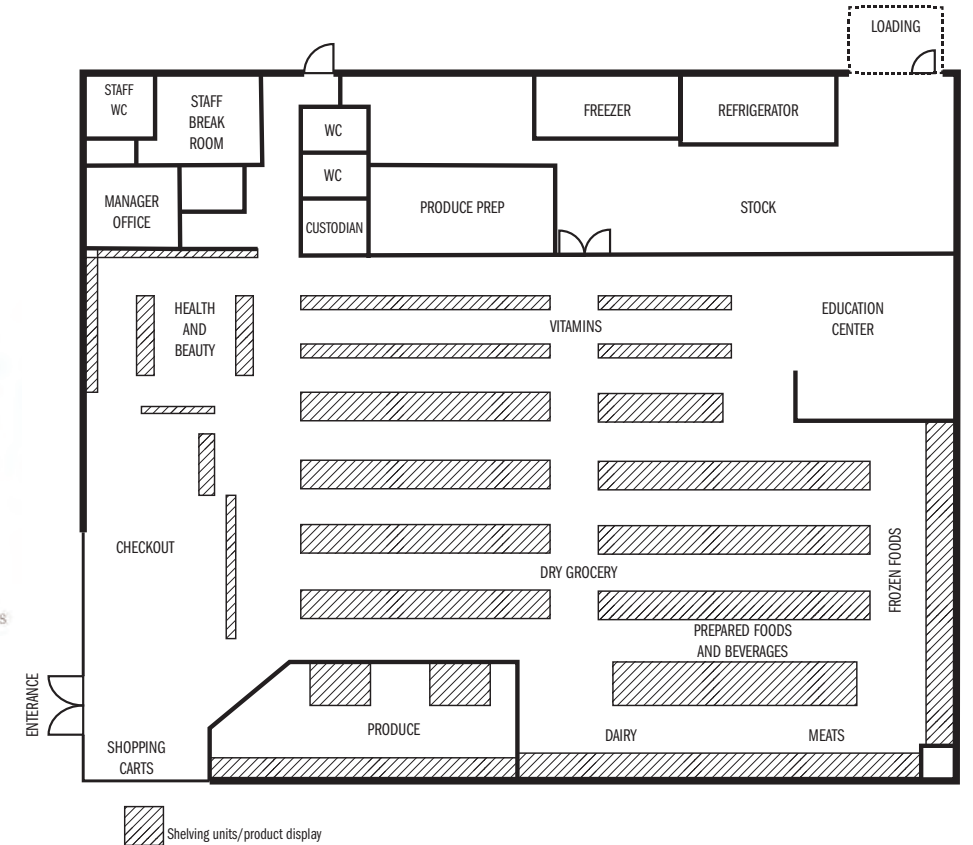 LOADING
STAFF
WC
STAFF
BREAK
ROOM
WC
FREEZER
REFRIGERATOR
WC
MANAGER
OFFICE
PRODUCE PREP
STOCK
CUSTODIAN
HEALTH
AND
BEAUTY
VITAMINS
EDUCATION
CENTER
CHECKOUT
DRY GROCERY
FROZEN FOODS
PREPARED FOODS
AND BEVERAGES
ENTERANCE
PRODUCE
DAIRY
MEATS
SHOPPING
CARTS
Shelving units/product display
s